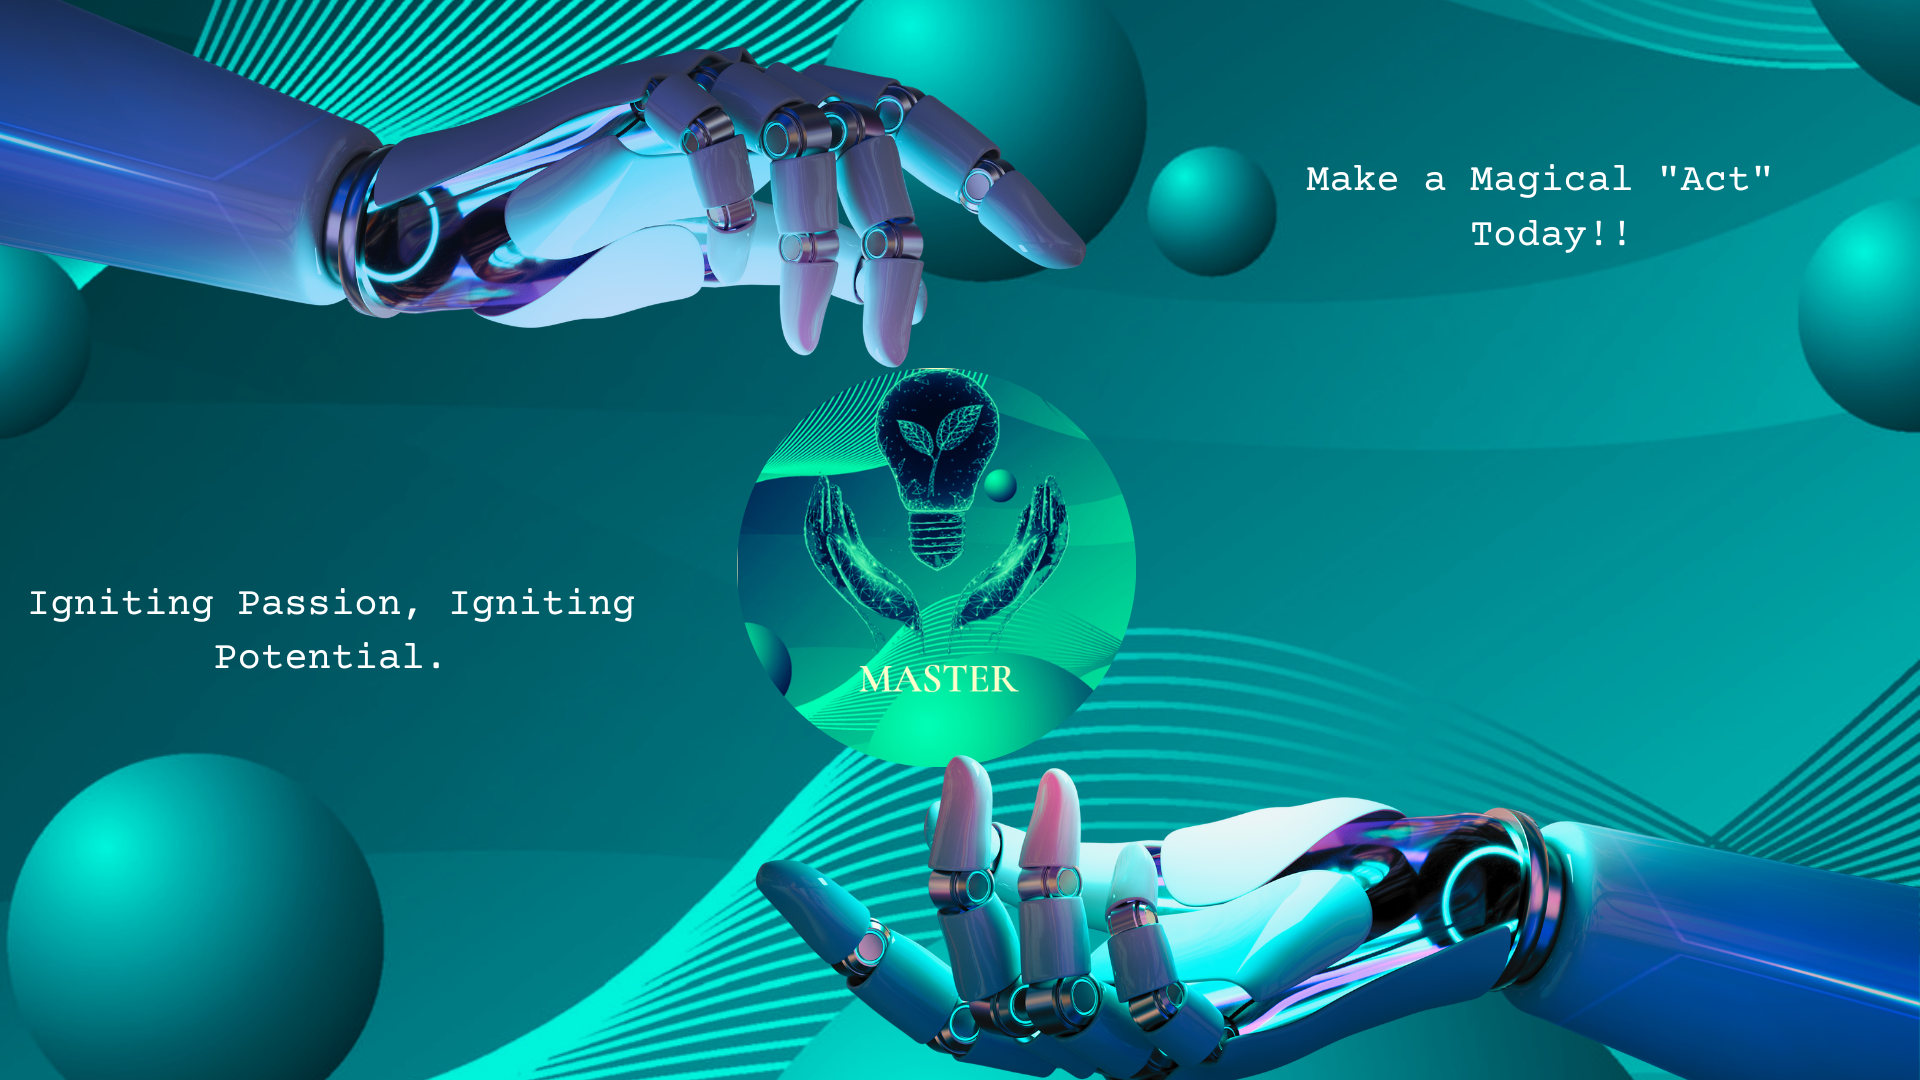 Make a Magical "Act"
Today!!
Igniting Passion, Igniting
Potential.
MASTER